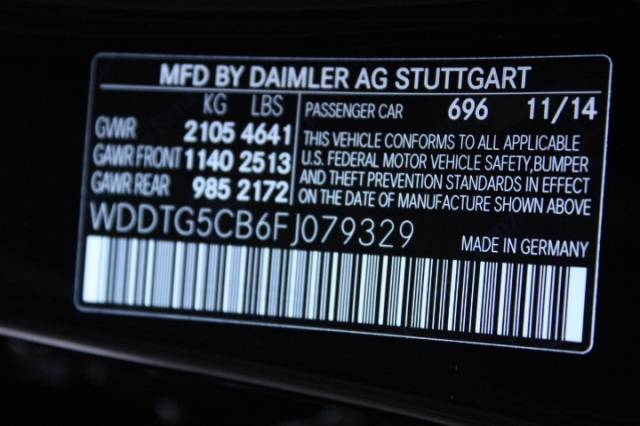 MFD BY DAIMLER AG STUTTGART
KG LBS
GVWR 2105 4641
GAWR FRONT 1140 2513
GAWR REAR 985 2172
PASSENGER CAR 696 11/14
THIS VEHICLE CONFORMS TO ALL APPLICABLE
U.S. FEDERAL MOTOR VEHICLE SAFETY,BUMPER
AND THEFT PREVENTION STANDARDS IN EFFECT
ON THE DATE OF MANUFACTURE SHOWN ABOVE
WDDTG5CB6FJ079329
MADE IN GERMANY